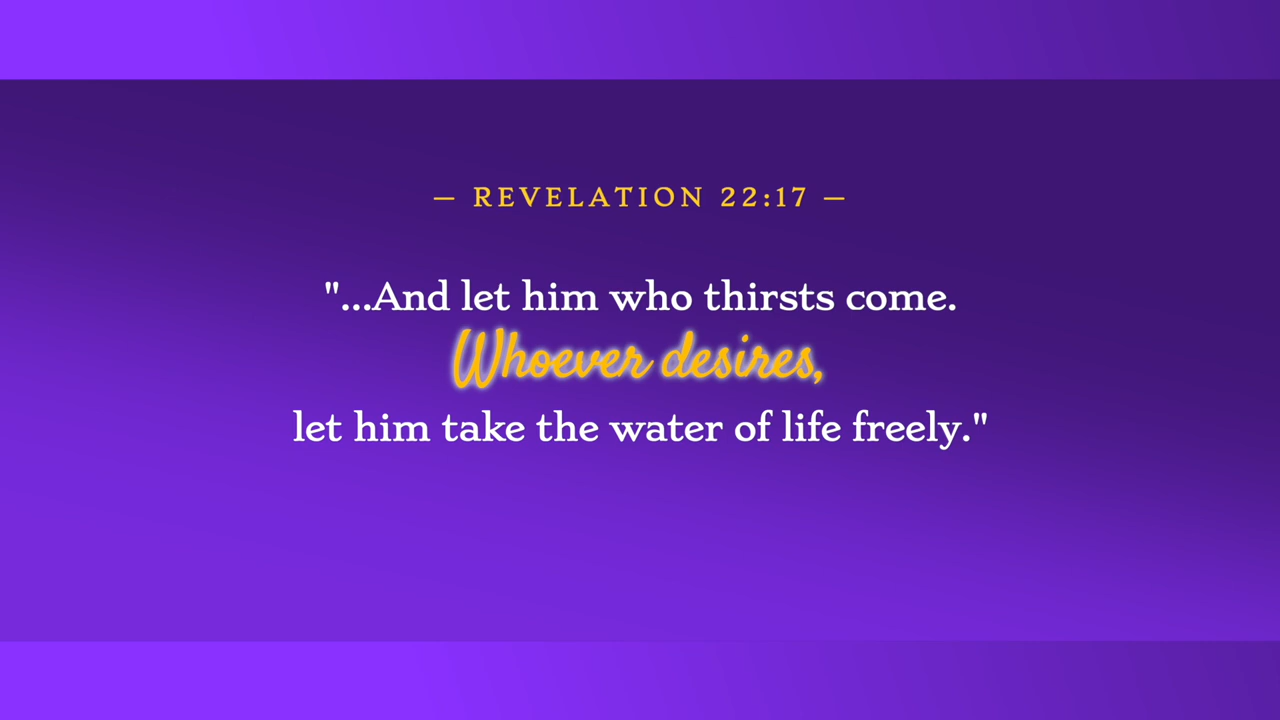 — REVELATION 22:17 —
"...And let him who thirsts come.
Whoever desires,
let him take the water of life freely."